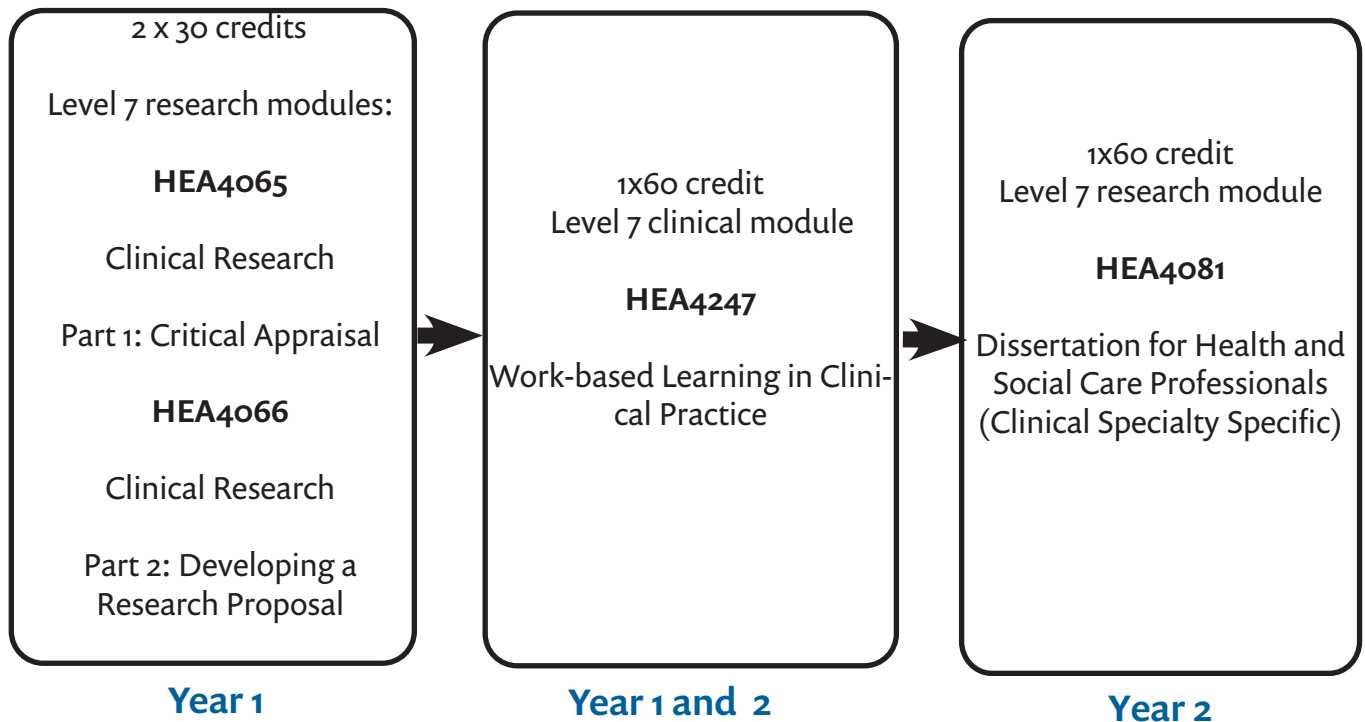 2 x 30 credits
Level 7 research modules:
HEA4065
Clinical Research
Part 1: Critical Appraisal
HEA4066
Clinical Research
Part 2: Developing a
Research Proposal
Year 1
1x60 credit
Level 7 clinical module
HEA4247
Work-based Learning in Clini-
cal Practice
Year 1 and 2
1x60 credit
Level 7 research module
HEA4081
Dissertation for Health and
Social Care Professionals
(Clinical Specialty Specific)
Year 2